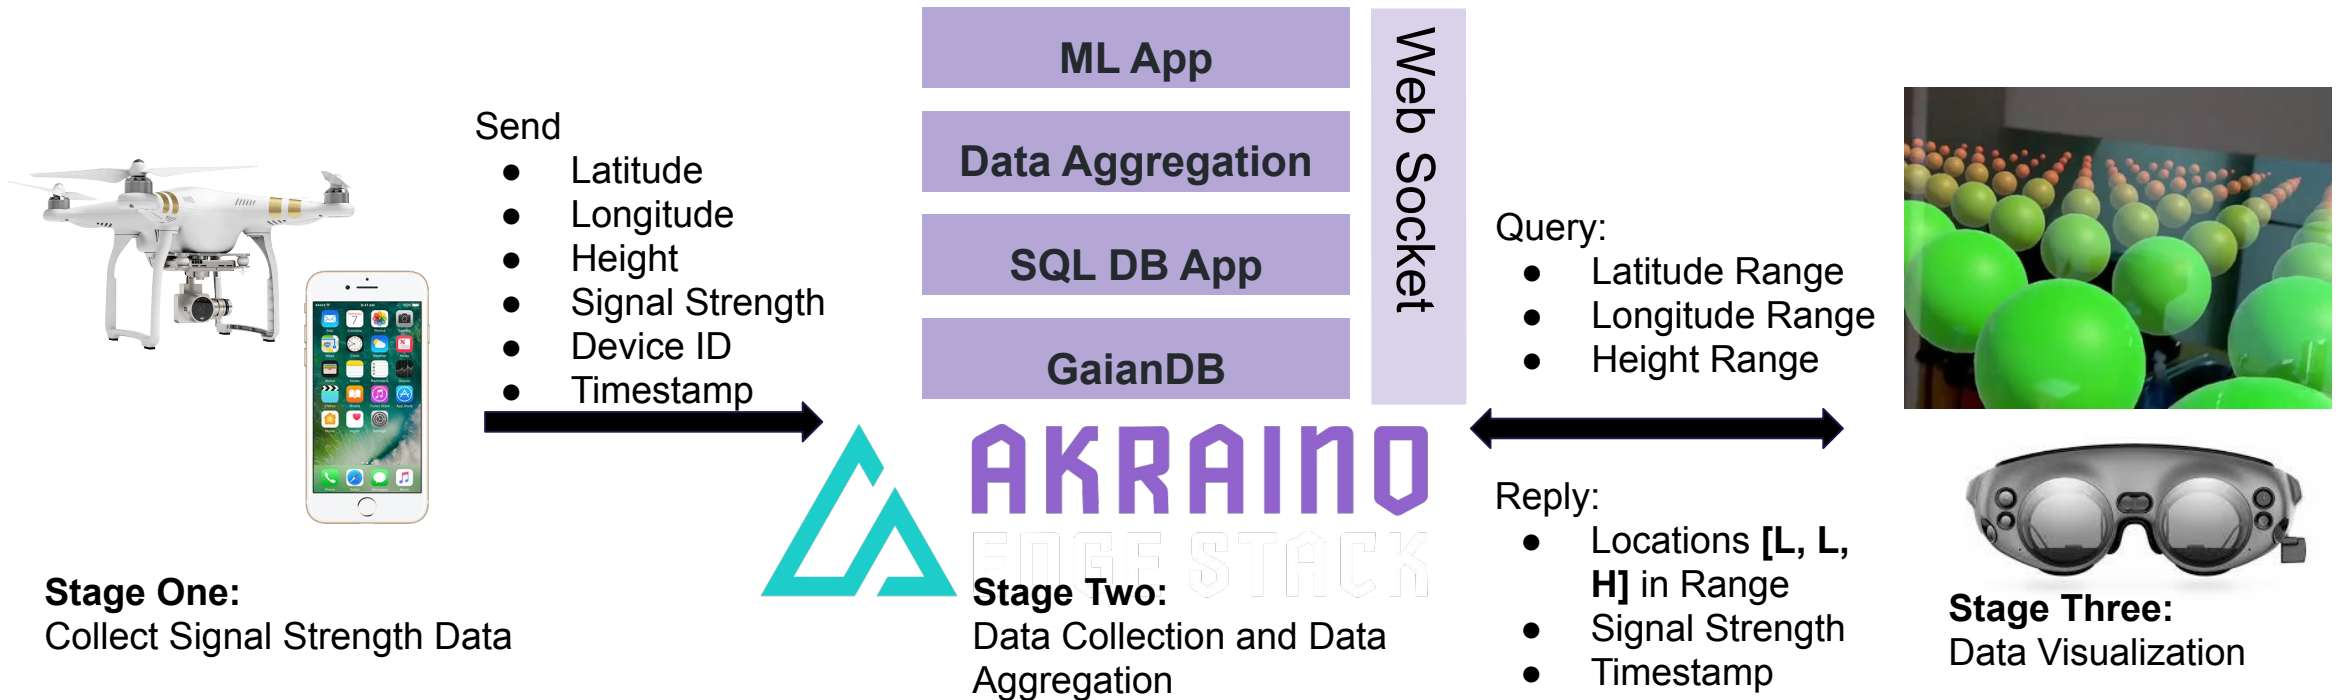 Send
● Latitude
● Longitude
● Height
● Signal Strength
● Device ID
● Timestamp
Stage One:
Collect Signal Strength Data
ML App
Data Aggregation
SQL DB App
GaianDB
Web Socket
AKRAINO
EDGE STACK
Stage Two:
Data Collection and Data
Aggregation
Query:
● Latitude Range
● Longitude Range
● Height Range
Reply:
● Locations [L, L,
H] in Range
● Signal Strength
● Timestamp
Stage Three:
Data Visualization